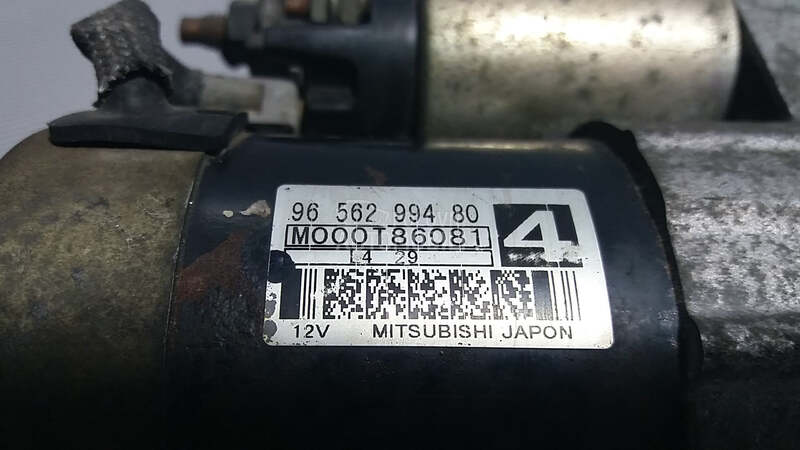 96 562 994 80
M000T86081
L4 29
4
12V MITSUBISHI JAPON